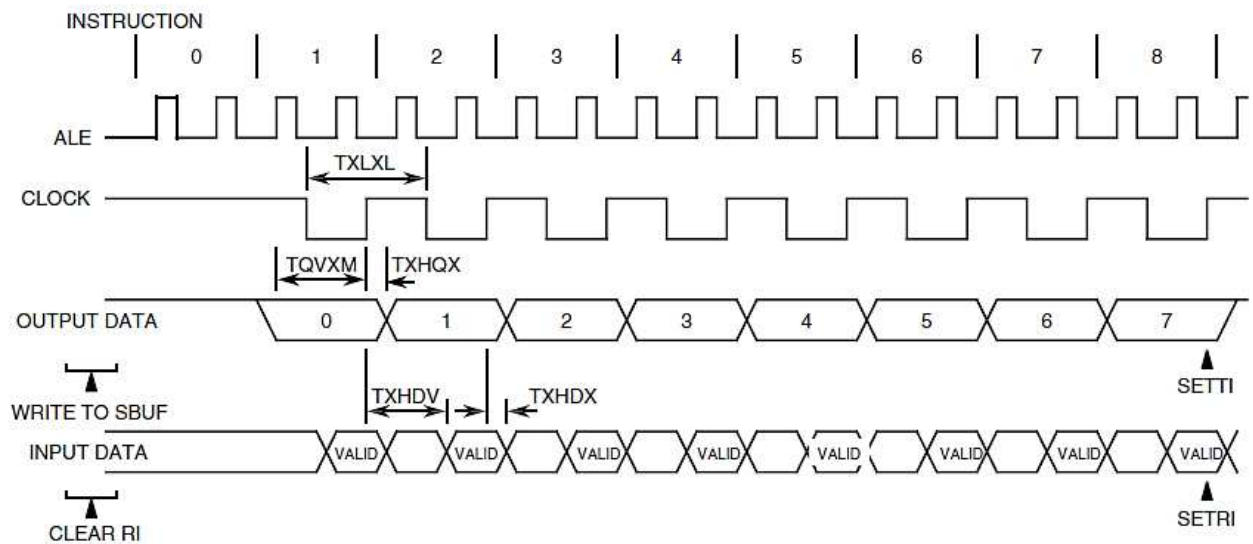 INSTRUCTION
0 1 2 3 4 5 6 7 8
ALE
TXLXL
CLOCK
TQVXM TXHQX
OUTPUT DATA 0 1 2 3 4 5 6 7
WRITE TO SBUF TXHDV TXHDX SETTI
INPUT DATA VALID VALID VALID VALID VALID VALID VALID VALID
CLEAR RI SETRI